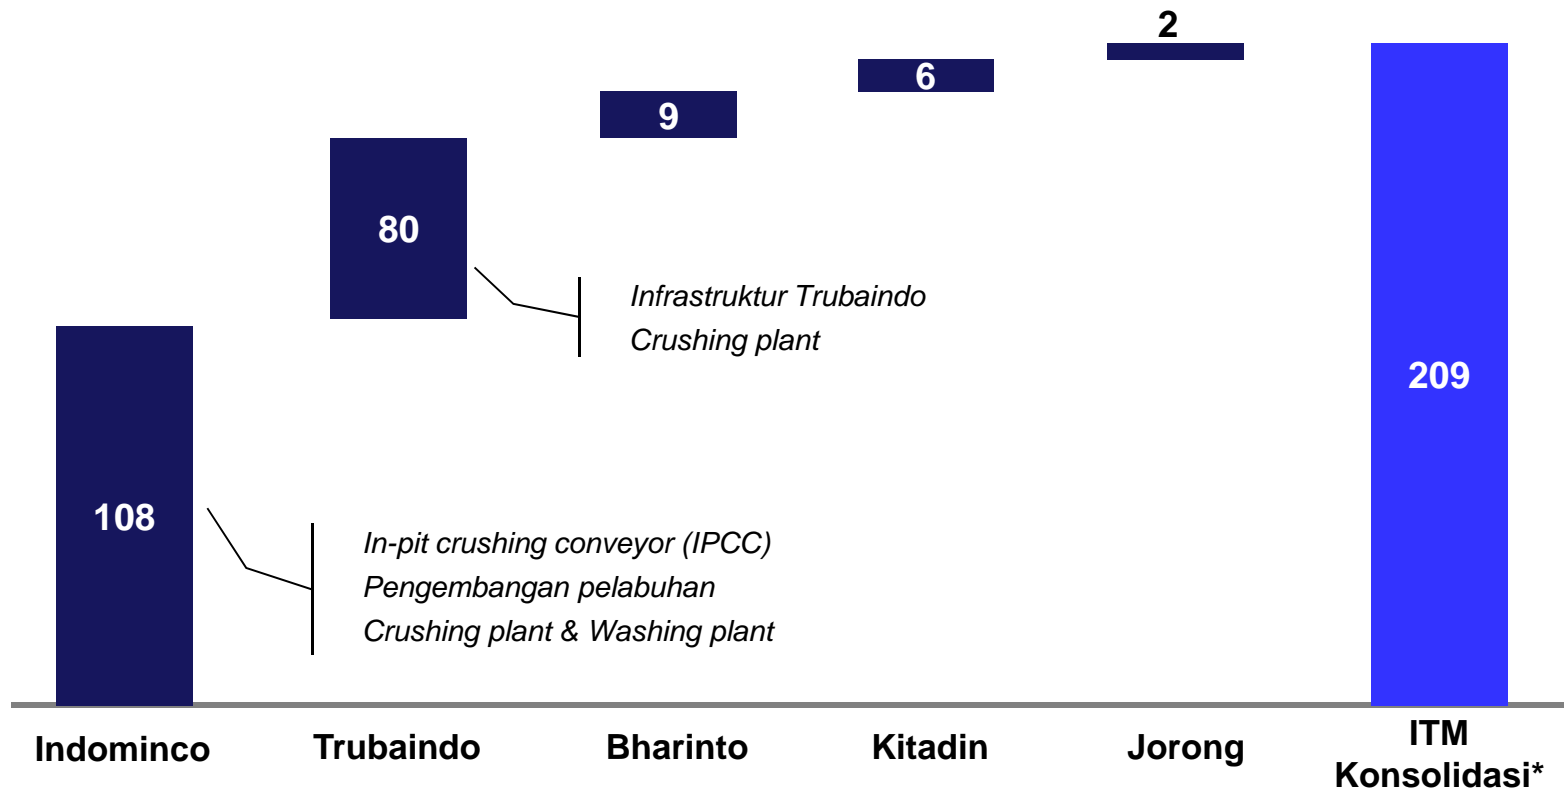 2
6
9
80
Infrastruktur Trubaindo
Crushing plant
209
108
In-pit crushing conveyor (IPCC)
Pengembangan pelabuhan
Crushing plant & Washing plant
Indominco
Trubaindo
Bharinto
Kitadin
Jorong
ITM
Konsolidasi*